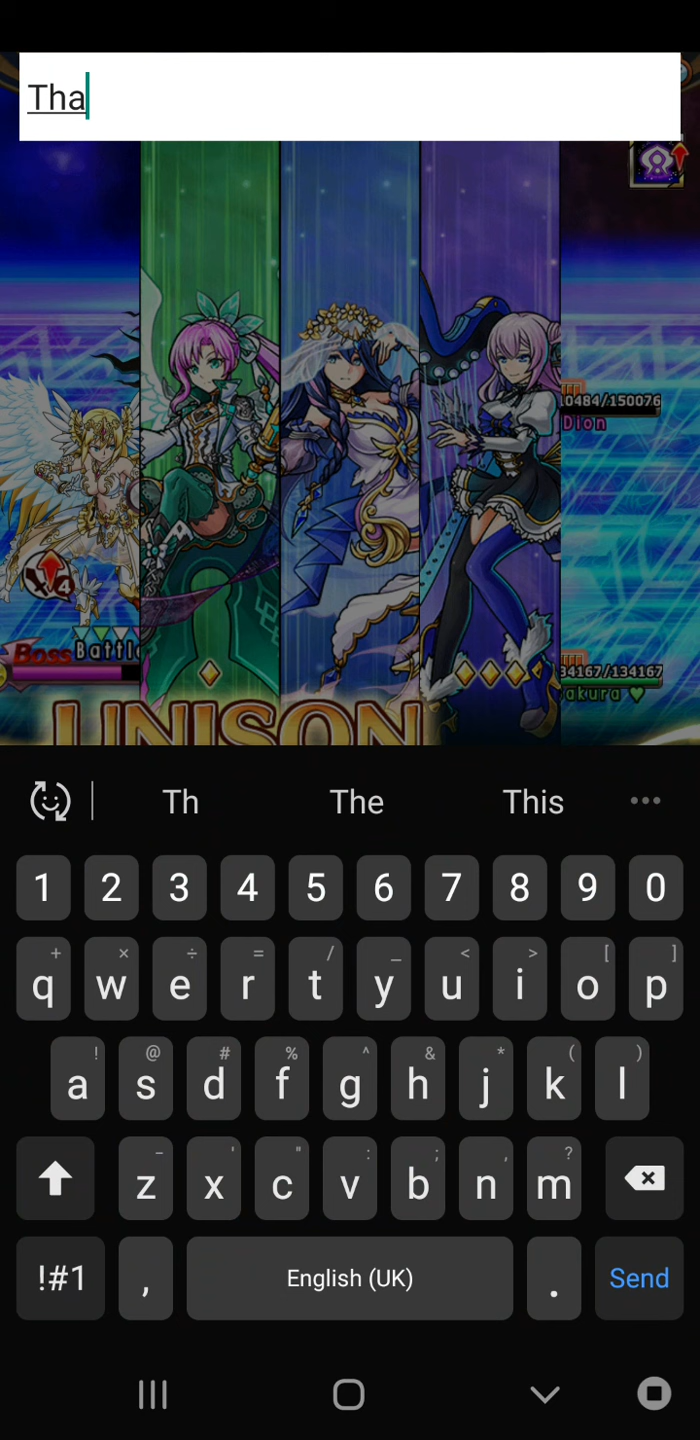 Tha
10484/150076
Dion
4
Boss Battle
34167/134167
akura ♥
UNISON
Th The This
1 2 3 4 5 6 7 8 9 0
+ × ÷ = / _ < > [ ]
q w e r t y u i o p
! @ # % ^ & * ( )
a s d f g h j k l
- ' " : ; , ?
z x c v b n m
!#1 , English (UK) . Send